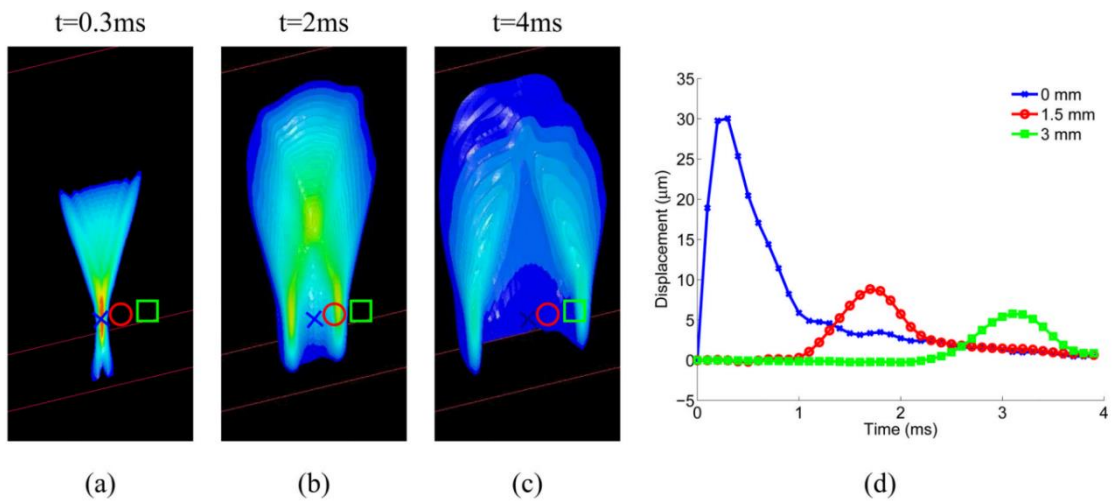 t=0.3ms
t=2ms
t=4ms
(a)
(b)
(c)
35
30
25
20
15
10
5
0
−5
Displacement (μm)
0 mm
1.5 mm
3 mm
0
1
2
3
4
Time (ms)
(d)